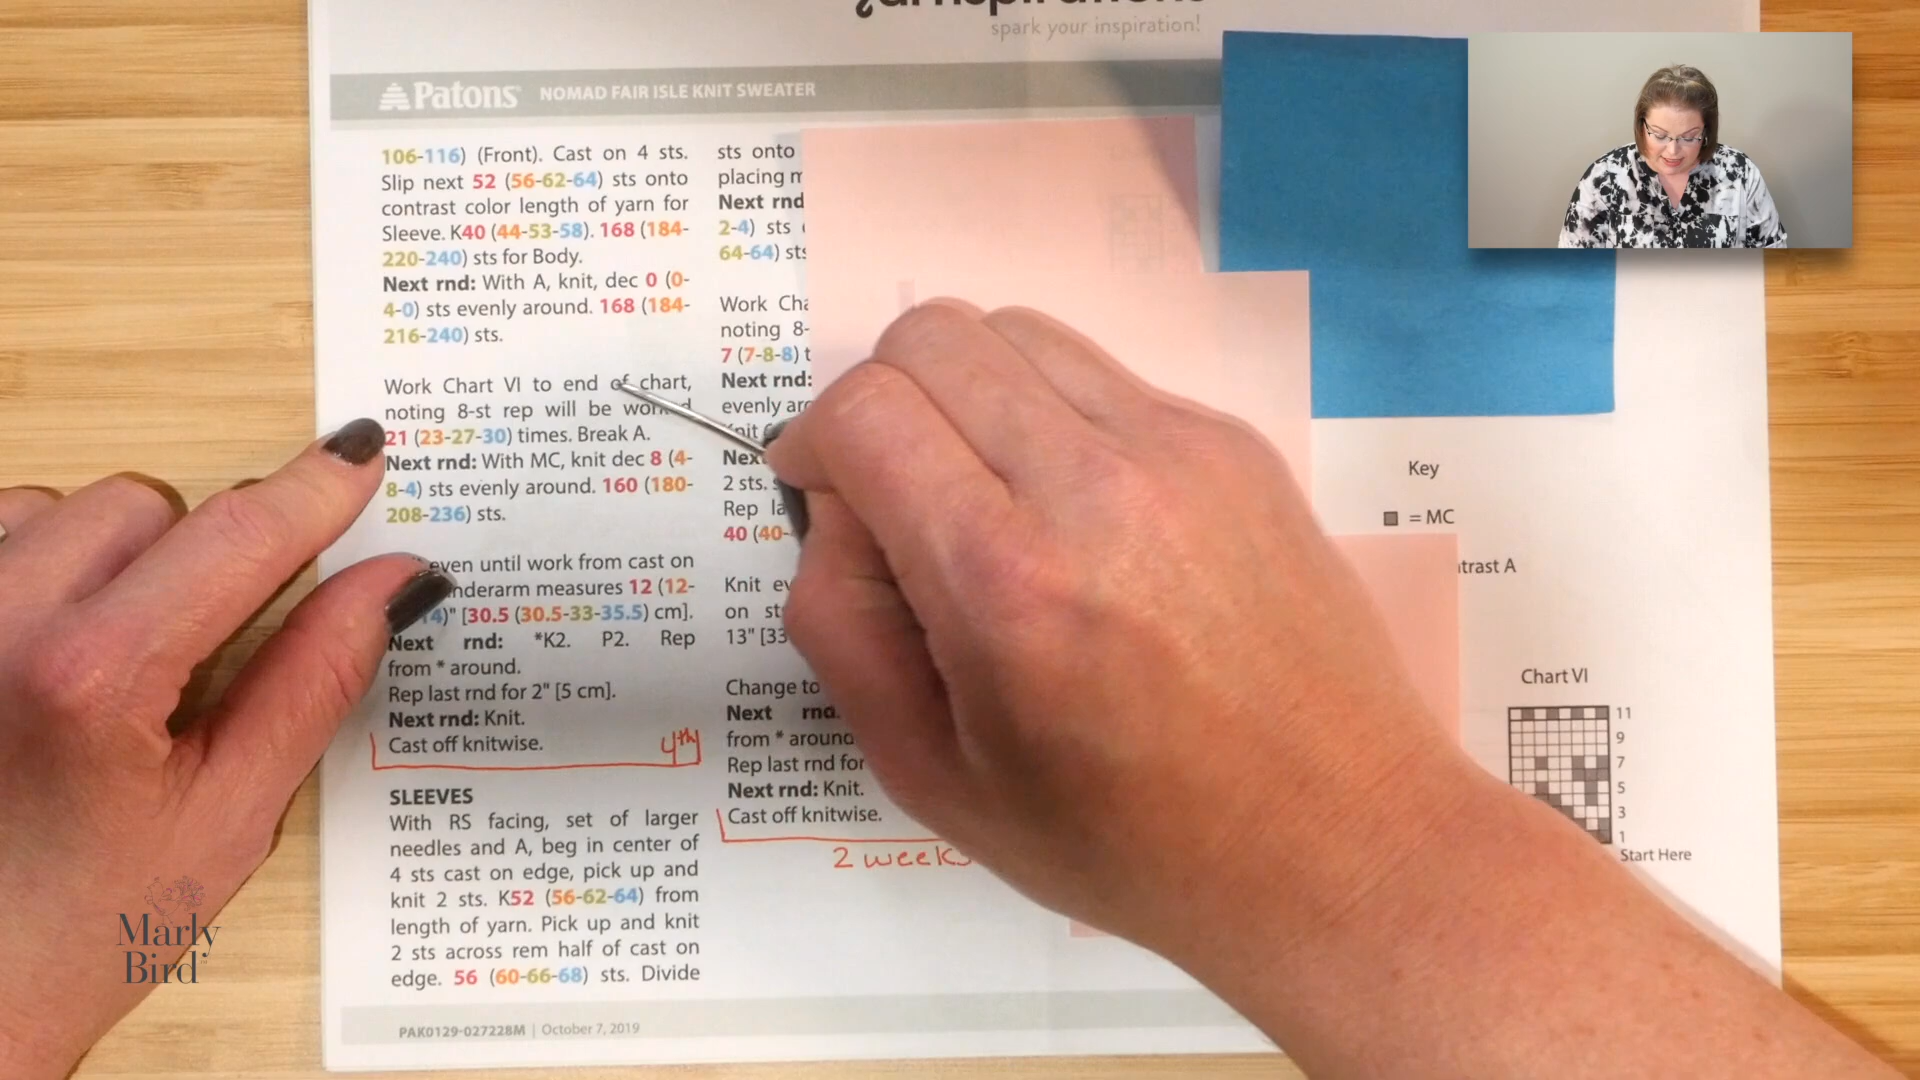 spark your inspiration!
Patons NOMAD FAIR ISLE KNIT SWEATER
106-116) (Front). Cast on 4 sts.
Slip next 52 (56-62-64) sts onto
contrast color length of yarn for
Sleeve. K40 (44-53-58). 168 (184-
220-240) sts for Body.
Next rnd: With A, knit, dec 0 (0-
4-0) sts evenly around. 168 (184-
216-240) sts.
Work Chart VI to end of chart,
noting 8-st rep will be worked
21 (23-27-30) times. Break A.
Next rnd: With MC, knit dec 8 (4-
8-4) sts evenly around. 160 (180-
208-236) sts.
even until work from cast on
nderarm measures 12 (12-
4)" [30.5 (30.5-33-35.5) cm].
Next rnd: *K2. P2. Rep
from * around.
Rep last rnd for 2" [5 cm].
Next rnd: Knit.
Cast off knitwise.
4th
SLEEVES
With RS facing, set of larger
needles and A, beg in center of
4 sts cast on edge, pick up and
knit 2 sts. K52 (56-62-64) from
length of yarn. Pick up and knit
2 sts across rem half of cast on
edge. 56 (60-66-68) sts. Divide
sts onto
placing
Next rnd
2-4) sts
64-64) sts
Work Cha
noting 8-
7 (7-8-8) t
Next rnd:
evenly aro
Nex
2 sts.
Rep la
40 (40-
Knit ev
on st
13" [33
Change to
Next rnd.
from * around
Rep last rnd for
Next rnd: Knit.
Cast off knitwise.
2 weeks
Key
= MC
ntrast A
Chart VI
11
9
7
5
3
1
Start Here
PAK0129-027228M | October 7, 2019
Marly
Bird